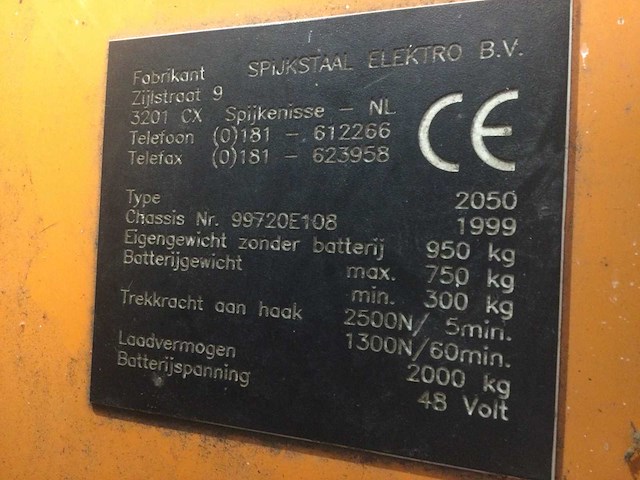 Fabrikant SPIJKSTAAL ELEKTRO B.V.
Zijlstraat 9
3201 CX Spijkenisse – NL
Telefoon (0)181 – 612266
Telefax (0)181 – 623958
CE
Type 2050
Chassis Nr. 99720E108 1999
Eigengewicht zonder batterij 950 kg
Batterijgewicht max. 750 kg
min. 300 kg
Trekkracht aan haak 2500N/ 5min.
1300N/60min.
Laadvermogen 2000 kg
Batterijspanning 48 Volt